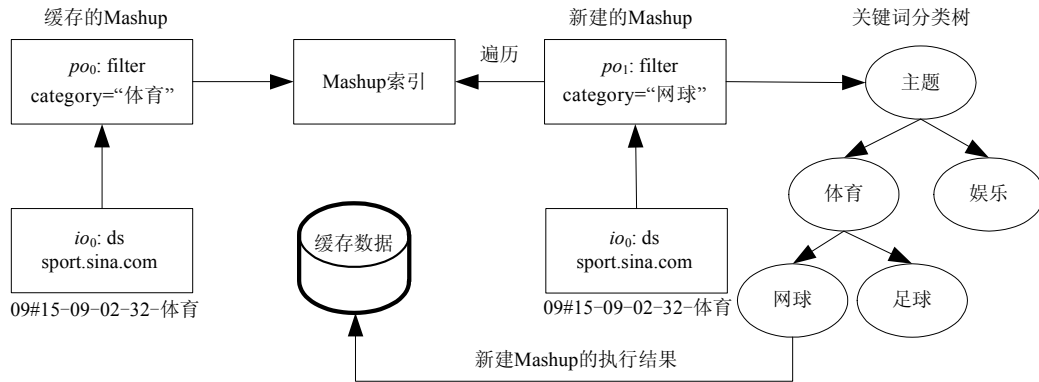 缓存的Mashup
新建的Mashup
关键词分类树
po₀: filter
category=“体育”
Mashup索引
遍历
po₁: filter
category=“网球”
主题
体育
娱乐
io₀: ds
sport.sina.com
缓存数据
io₀: ds
sport.sina.com
网球
足球
09#15-09-02-32-体育
09#15-09-02-32-体育
新建Mashup的执行结果